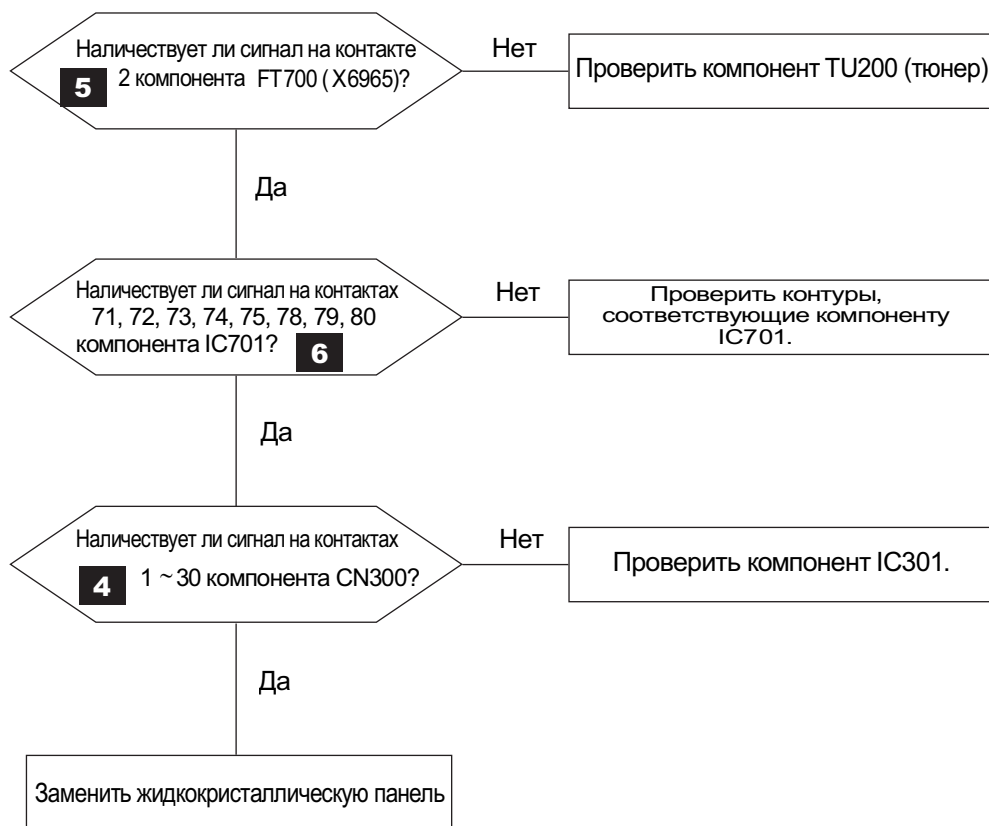 Наличествует ли сигнал на контакте
5 2 компонента FT700 ( X6965)?
Нет
Проверить компонент TU200 (тюнер)
Да
Наличествует ли сигнал на контактах
71, 72, 73, 74, 75, 78, 79, 80
компонента IC701? 6
Нет
Проверить контуры,
соответствующие компоненту
IC701.
Да
Наличествует ли сигнал на контактах
4 1 ~ 30 компонента CN300?
Нет
Проверить компонент IC301.
Да
Заменить жидкокристаллическую панель